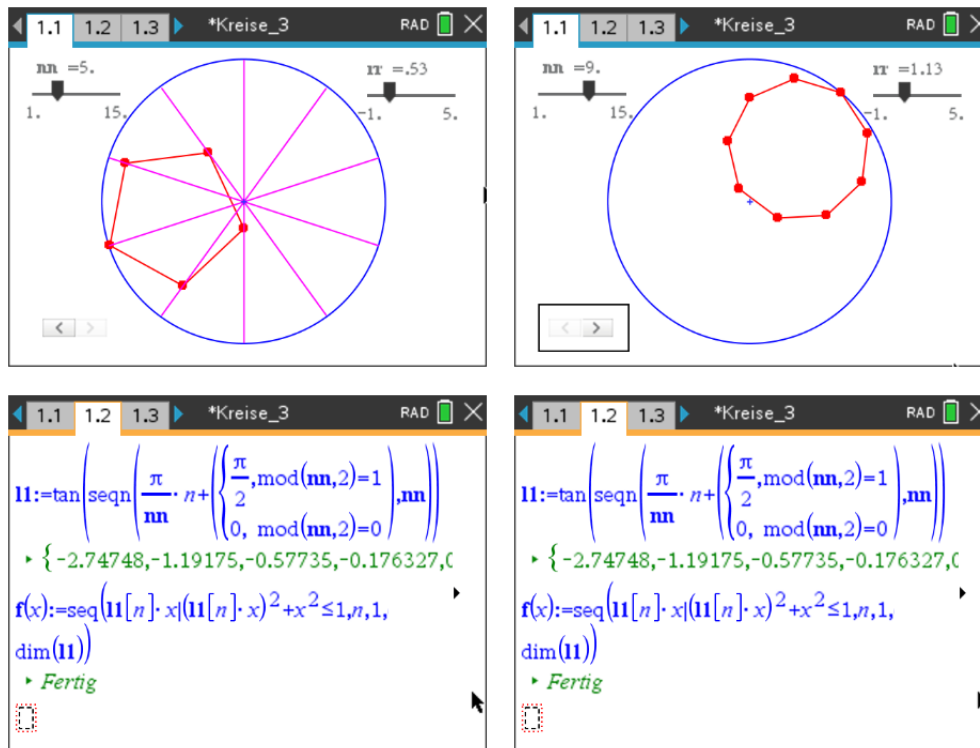 1.1 1.2 1.3 *Kreise_3 RAD
nn =5. rr =.53
1. 15. -1. 5.
1.1 1.2 1.3 *Kreise_3 RAD
nn =9. rr =1.13
1. 15. -1. 5.
1.1 1.2 1.3 *Kreise_3 RAD
l1:=tan(seqn(π/nn· n+({π/2,mod(nn,2)=1
0, mod(nn,2)=0),nn))
▸ {-2.74748,-1.19175,-0.57735,-0.176327,0
f(x):=seq(l1[n]· x|(l1[n]· x)²+x²≤1,n,1,
dim(l1))
▸ Fertig
1.1 1.2 1.3 *Kreise_3 RAD
l1:=tan(seqn(π/nn· n+({π/2,mod(nn,2)=1
0, mod(nn,2)=0),nn))
▸ {-2.74748,-1.19175,-0.57735,-0.176327,0
f(x):=seq(l1[n]· x|(l1[n]· x)²+x²≤1,n,1,
dim(l1))
▸ Fertig